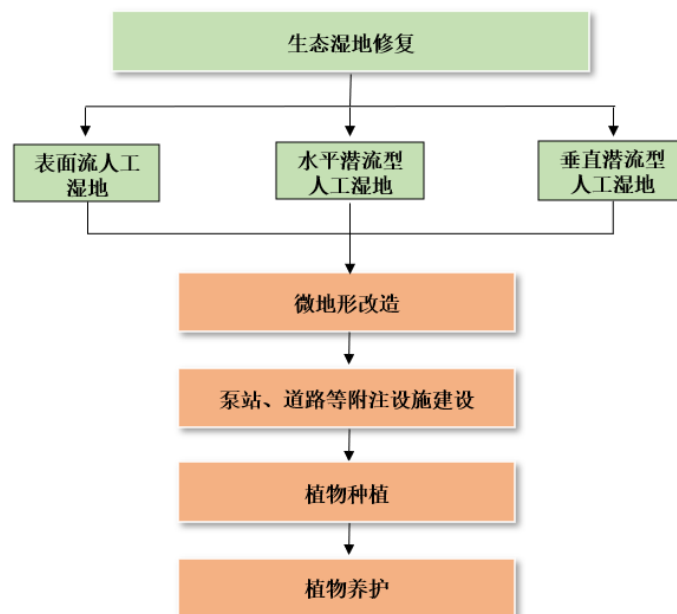 生态湿地修复
表面流人工
湿地
水平潜流型
人工湿地
垂直潜流型
人工湿地
微地形改造
泵站、道路等附注设施建设
植物种植
植物养护